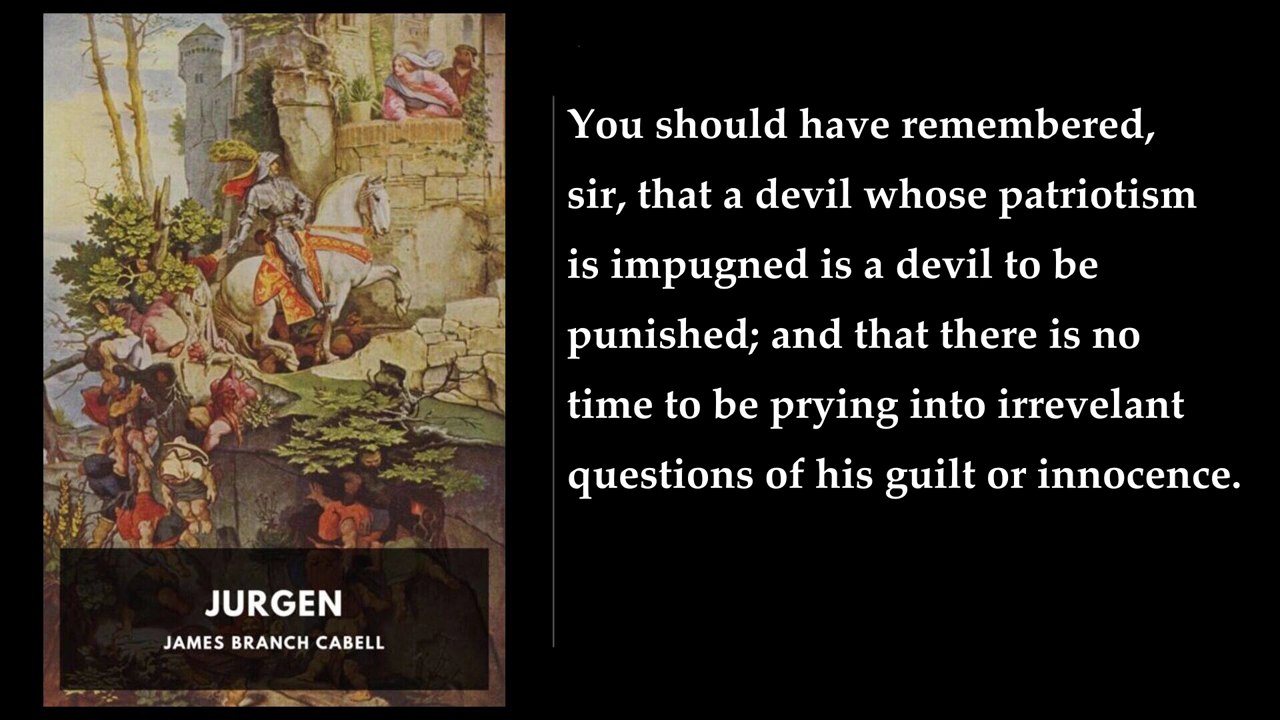 You should have remembered,
sir, that a devil whose patriotism
is impugned is a devil to be
punished; and that there is no
time to be prying into irrevelant
questions of his guilt or innocence.
JURGEN
JAMES BRANCH CABELL